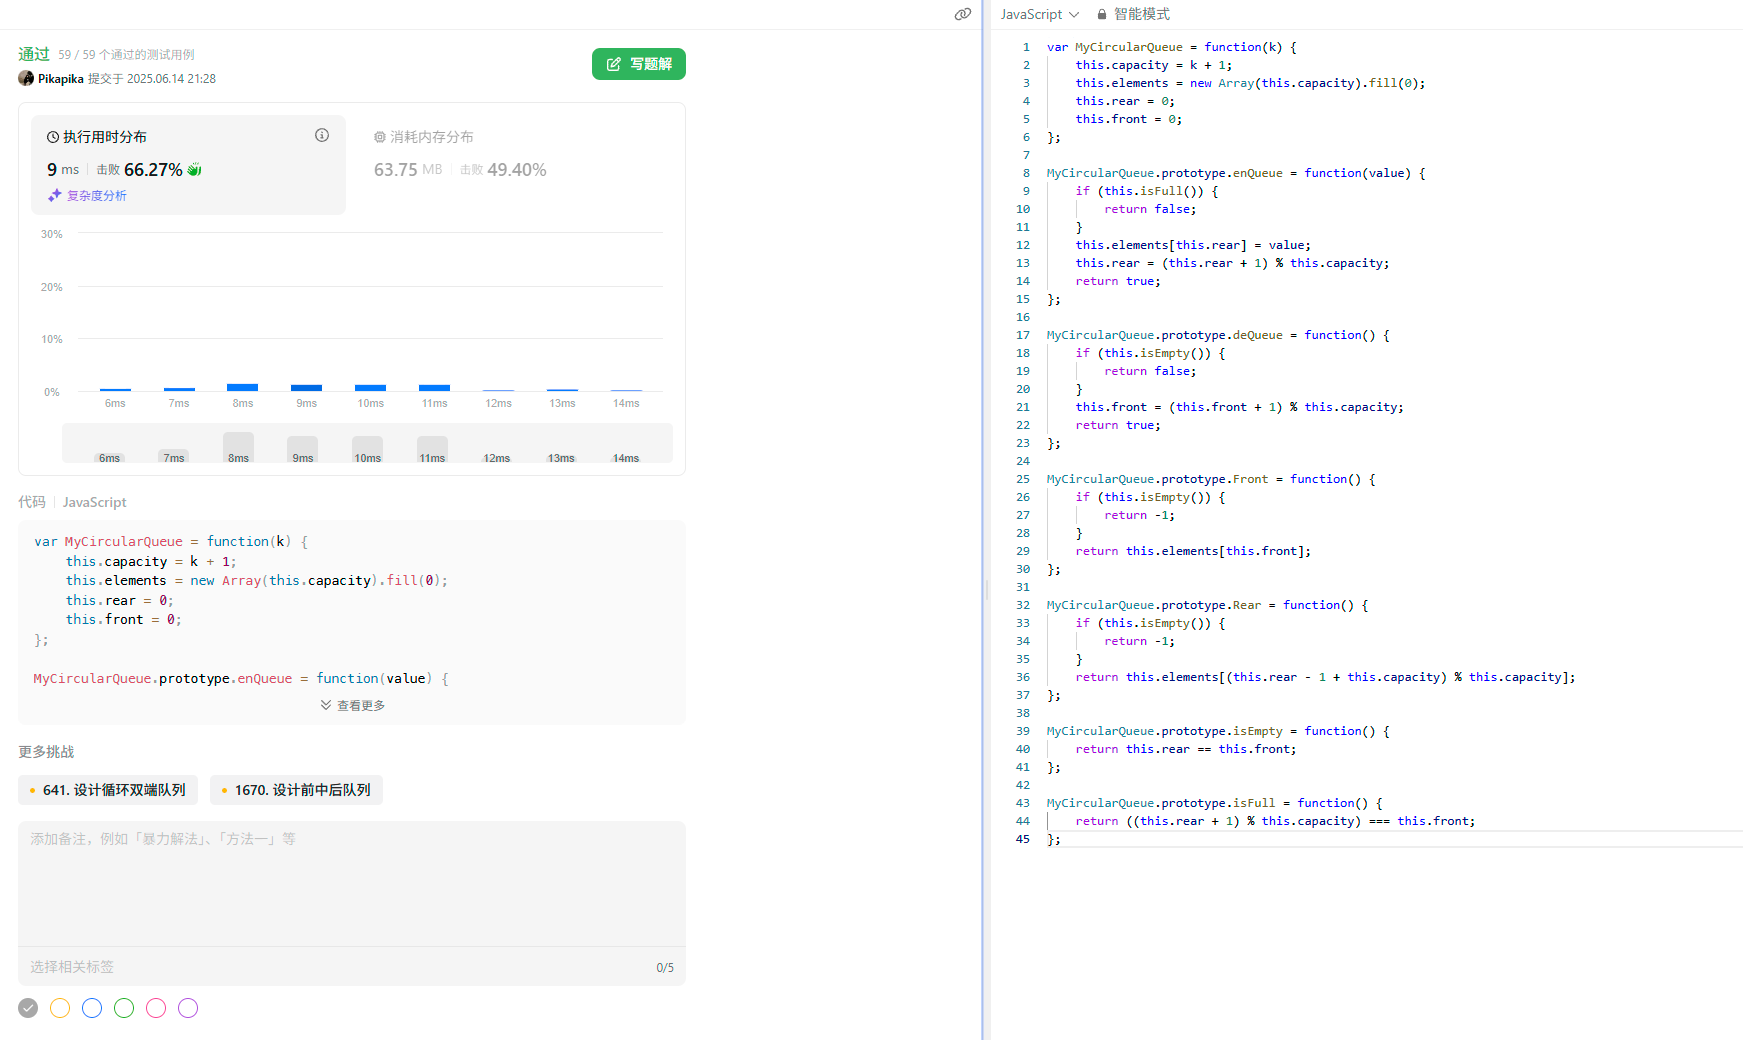 通过 59 / 59 个通过的测试用例
Pikapika 提交于 2025.06.14 21:28
写题解
执行用时分布
9 ms 击败 66.27%
复杂度分析
消耗内存分布
63.75 MB 击败 49.40%
30%
20%
10%
0%
6ms 7ms 8ms 9ms 10ms 11ms 12ms 13ms 14ms
6ms 7ms 8ms 9ms 10ms 11ms 12ms 13ms 14ms
代码 JavaScript
var MyCircularQueue = function(k) {
    this.capacity = k + 1;
    this.elements = new Array(this.capacity).fill(0);
    this.rear = 0;
    this.front = 0;
};
MyCircularQueue.prototype.enQueue = function(value) {
查看更多
更多挑战
641. 设计循环双端队列
1670. 设计前中后队列
添加备注，例如「暴力解法」、「方法一」等
选择相关标签 0/5
JavaScript 智能模式
1 var MyCircularQueue = function(k) {
2     this.capacity = k + 1;
3     this.elements = new Array(this.capacity).fill(0);
4     this.rear = 0;
5     this.front = 0;
6 };
7
8 MyCircularQueue.prototype.enQueue = function(value) {
9     if (this.isFull()) {
10         return false;
11     }
12     this.elements[this.rear] = value;
13     this.rear = (this.rear + 1) % this.capacity;
14     return true;
15 };
16
17 MyCircularQueue.prototype.deQueue = function() {
18     if (this.isEmpty()) {
19         return false;
20     }
21     this.front = (this.front + 1) % this.capacity;
22     return true;
23 };
24
25 MyCircularQueue.prototype.Front = function() {
26     if (this.isEmpty()) {
27         return -1;
28     }
29     return this.elements[this.front];
30 };
31
32 MyCircularQueue.prototype.Rear = function() {
33     if (this.isEmpty()) {
34         return -1;
35     }
36     return this.elements[(this.rear - 1 + this.capacity) % this.capacity];
37 };
38
39 MyCircularQueue.prototype.isEmpty = function() {
40     return this.rear == this.front;
41 };
42
43 MyCircularQueue.prototype.isFull = function() {
44     return ((this.rear + 1) % this.capacity) === this.front;
45 };